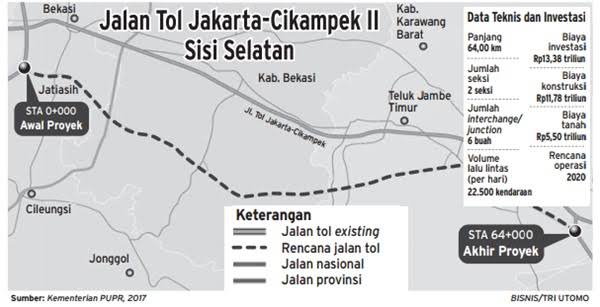 Jalan Tol Jakarta-Cikampek II
Sisi Selatan
Bekasi
Kab.
Karawang
Barat
Jatiasih
Kab. Bekasi
STA 0+000
Awal Proyek
Teluk Jambe
Timur
Jl. Tol Jakarta-Cikampek
Cileungsi
Jonggol
Data Teknis dan Investasi
Panjang
64,00 km
Biaya
investasi
Rp13,38 triliun
Jumlah
seksi
2 seksi
Biaya
konstruksi
Rp11,78 triliun
Jumlah
interchange/
junction
6 buah
Biaya
tanah
Rp5,50 triliun
Volume
lalu lintas
(per hari)
22.500 kendaraan
Rencana
operasi
2020
Keterangan
Jalan tol existing
Rencana jalan tol
Jalan nasional
Jalan provinsi
STA 64+000
Akhir Proyek
Sumber: Kementerian PUPR, 2017
BISNIS/TRI UTOMO